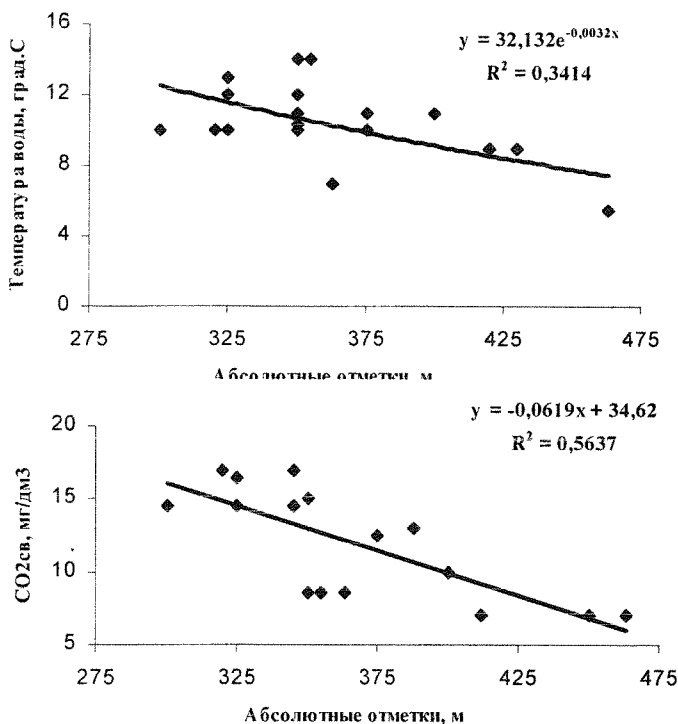 16
12
8
4
0
Температура воды, град.С
y = 32,132e-0,0032x
R2 = 0,3414
275 325 375 425 475
Абсолютные отметки, м
20
15
10
5
СО2св, мг/дм3
y = -0,0619x + 34,62
R2 = 0,5637
275 325 375 425 475
Абсолютные отметки, м